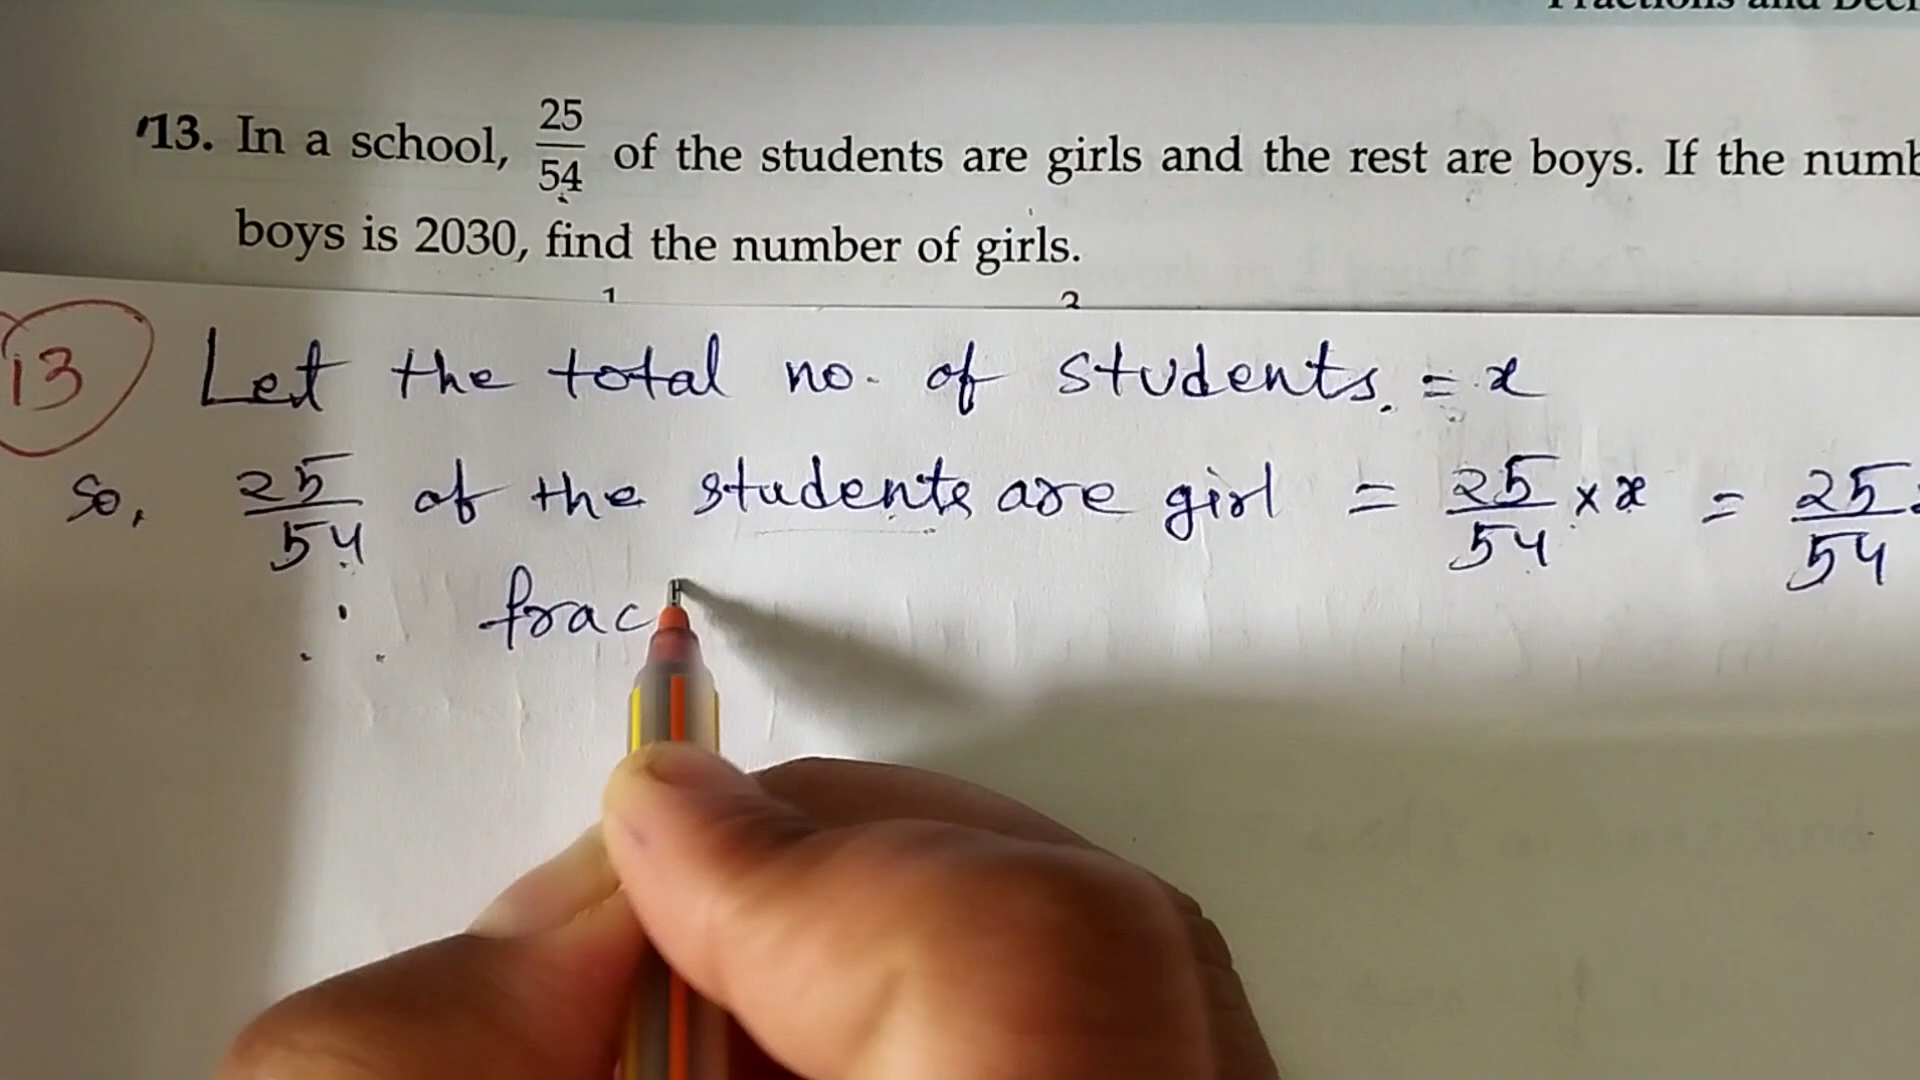 13. In a school, 25/54 of the students are girls and the rest are boys. If the
boys is 2030, find the number of girls.
13 Let the total no. of students. = x
So, 25/54 of the students are girl = 25/54 × x = 25/54
∴ frac